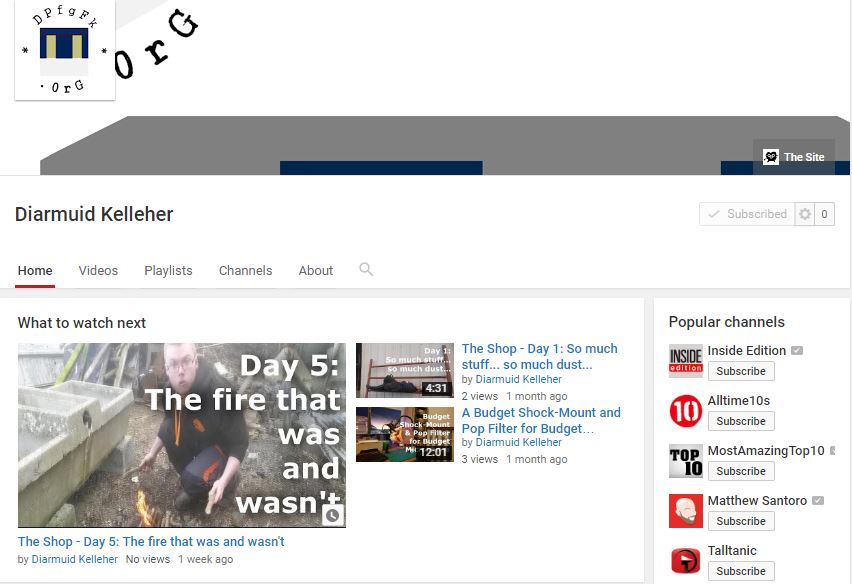 DPfgFk
* *
.0rG
0rG
The Site
Diarmuid Kelleher
Subscribed 0
Home Videos Playlists Channels About
What to watch next
Day 5:
The fire that
was
and
wasn't
The Shop - Day 5: The fire that was and wasn't
by Diarmuid Kelleher No views 1 week ago
Day 1:
So much stuff...
so much dust...
4:31
The Shop - Day 1: So much
stuff... so much dust...
by Diarmuid Kelleher
2 views 1 month ago
Budget
Shock-Mount
& Pop Filter
for Budget
12:01
A Budget Shock-Mount and
Pop Filter for Budget...
by Diarmuid Kelleher
3 views 1 month ago
Popular channels
INSIDE
edition
Inside Edition
Subscribe
10
Alltime10s
Subscribe
TOP
10
MostAmazingTop10
Subscribe
Matthew Santoro
Subscribe
Talltanic
Subscribe